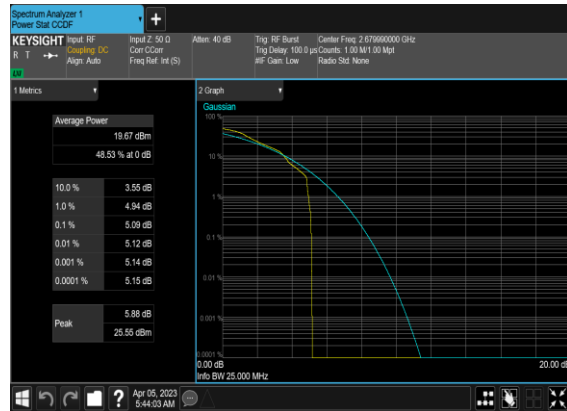 Spectrum Analyzer 1
Power Stat CCDF
KEYSIGHT
R T
LU
Input: RF
Coupling: DC
Align: Auto
Input Z: 50 Ω
Corr CCorr
Freq Ref: Int (S)
Atten: 40 dB
Trig: RF Burst
Trig Delay: 100.0 µs
#IF Gain: Low
Center Freq: 2.679990000 GHz
Counts: 1.00 M/1.00 Mpt
Radio Std: None
1 Metrics
Average Power
19.67 dBm
48.53 % at 0 dB
10.0 % 3.55 dB
1.0 % 4.94 dB
0.1 % 5.09 dB
0.01 % 5.12 dB
0.001 % 5.14 dB
0.0001 % 5.15 dB
Peak
5.88 dB
25.55 dBm
2 Graph
Gaussian
100 %
10 %
1 %
0.1 %
0.01 %
0.001 %
0.0001 %
0.00 dB
20.00 dB
Info BW 25.000 MHz
?
Apr 05, 2023
5:44:03 AM